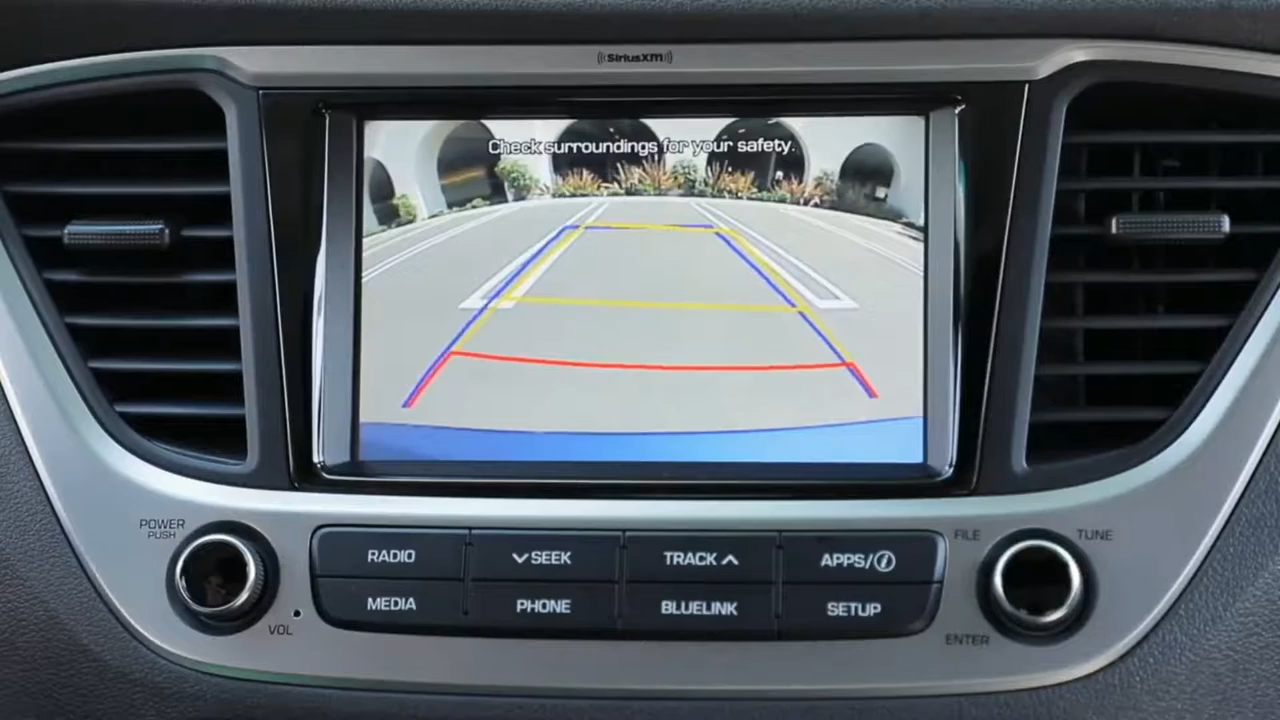 SiriusXM
Check surroundings for your safety.
POWER
PUSH
VOL
RADIO
SEEK
TRACK
APPS/i
MEDIA
PHONE
BLUELINK
SETUP
FILE
TUNE
ENTER